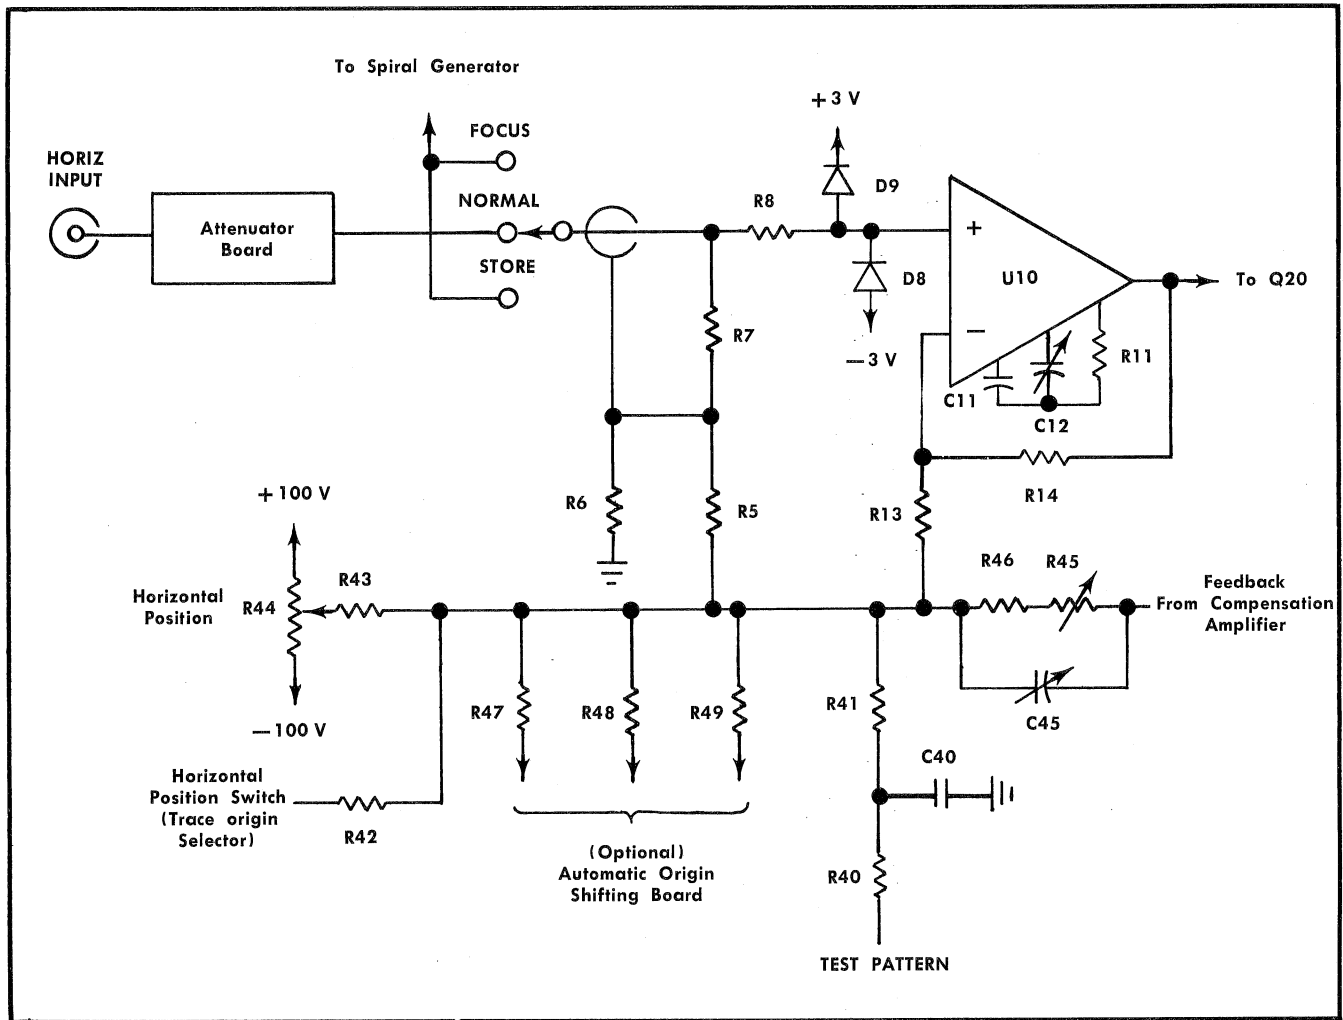 To Spiral Generator
+3 V
FOCUS
HORIZ
INPUT
D9
NORMAL
R8
Attenuator
Board
+
STORE
D8
U10
To Q20
R7
−
−3 V
R11
C11
C12
+100 V
R6
R5
R13
R14
R43
R46
R45
Horizontal
Position
R44
Feedback
From Compensation
Amplifier
R47
R48
R49
R41
C45
−100 V
C40
Horizontal
Position Switch
(Trace origin
Selector)
R42
(Optional)
Automatic Origin
Shifting Board
R40
TEST PATTERN